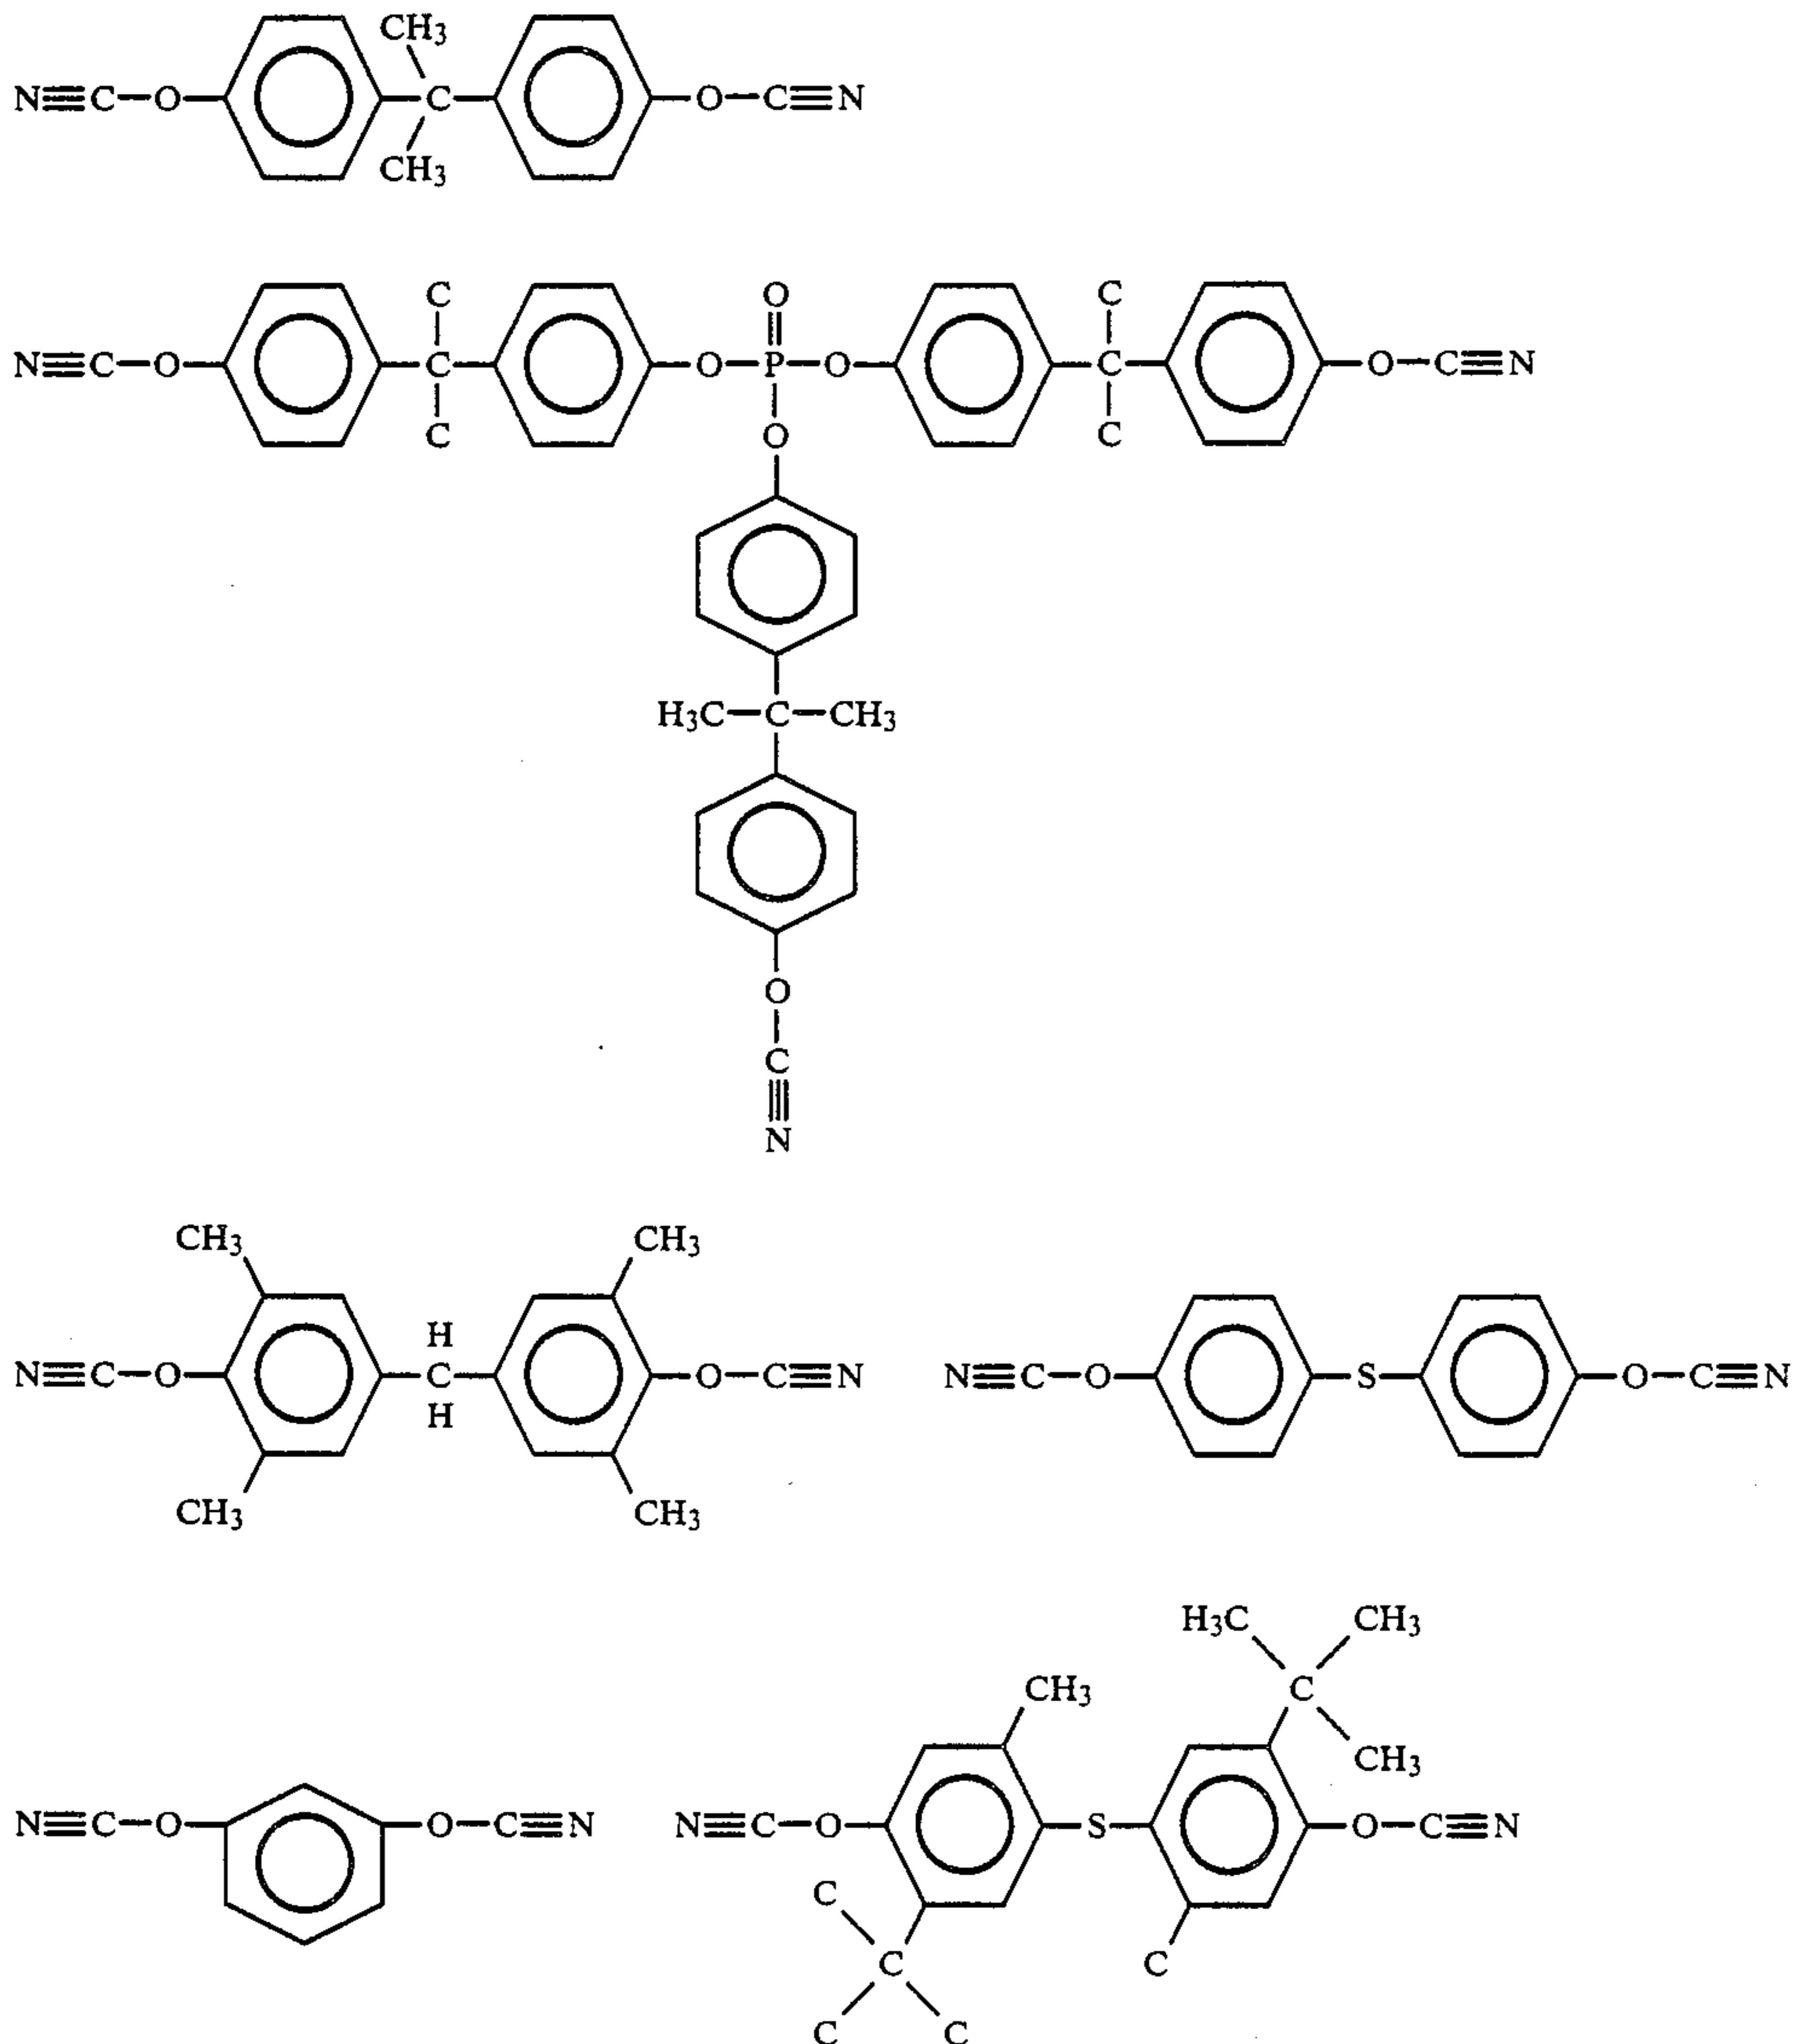 CH₃
N≡C—O C O—C≡N
CH₃
C O C
N≡C—O C O—P—O C O—C≡N
C O C
H₃C—C—CH₃
O
C
N
CH₃ CH₃
H
N≡C—O C O—C≡N N≡C—O S O—C≡N
H
CH₃ CH₃
H₃C CH₃
CH₃ C
CH₃
N≡C—O O—C≡N N≡C—O S O—C≡N
C
C C
C C